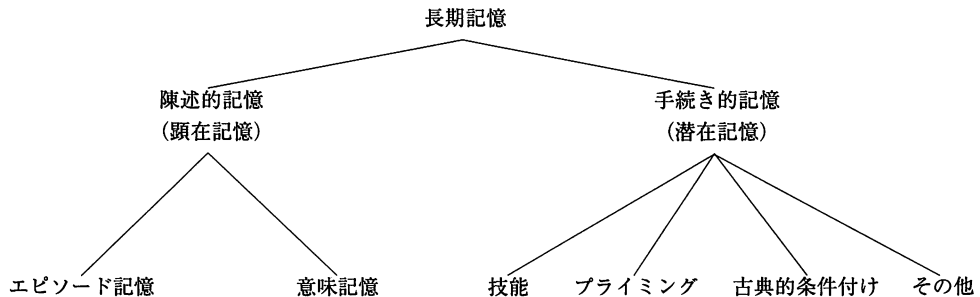 長期記憶
陳述的記憶
（顕在記憶）
手続き的記憶
（潜在記憶）
エピソード記憶
意味記憶
技能
プライミング
古典的条件付け
その他